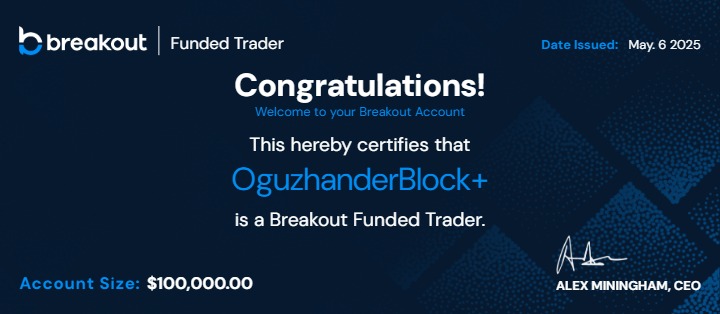 breakout | Funded Trader
Date Issued: May. 6 2025
Congratulations!
Welcome to your Breakout Account
This hereby certifies that
OguzhanderBlock+
is a Breakout Funded Trader.
Account Size: $100,000.00
ALEX MININGHAM, CEO